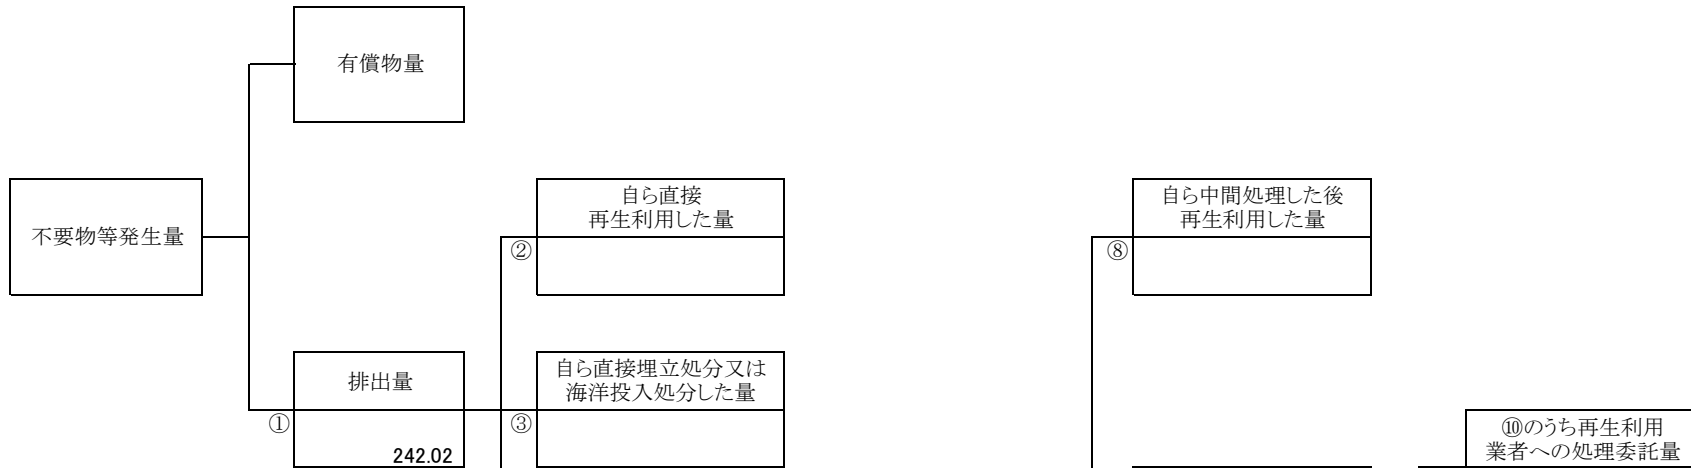 有償物量
不要物等発生量
自ら直接
再生利用した量
②
自ら中間処理した後
再生利用した量
⑧
排出量
①
242.02
自ら直接埋立処分又は
海洋投入処分した量
③
⑩のうち再生利用
業者への処理委託量